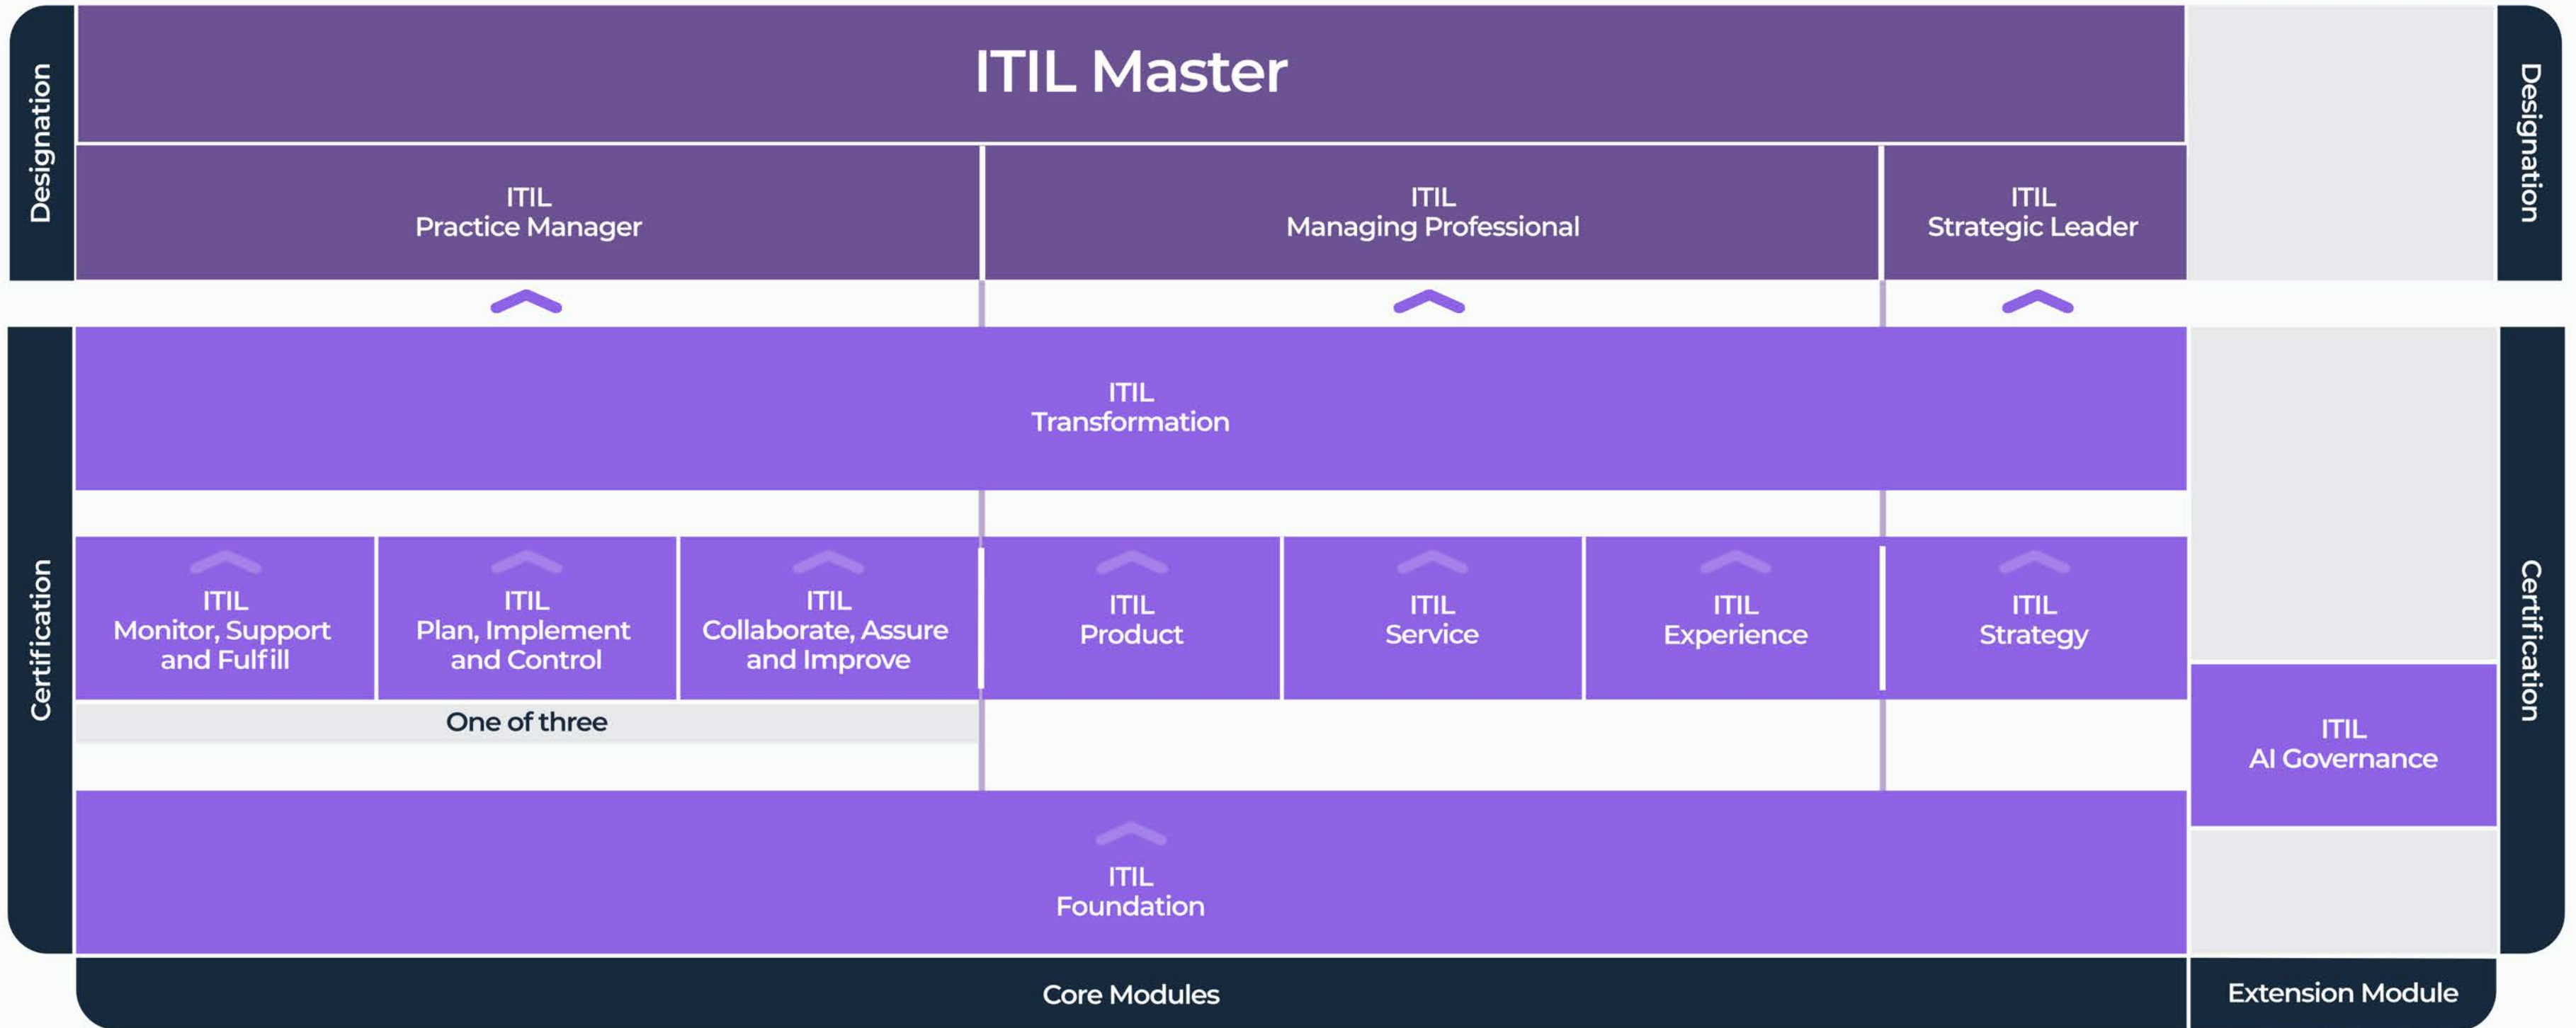 Designation
ITIL Master
Designation
ITIL
Practice Manager
ITIL
Managing Professional
ITIL
Strategic Leader
Certification
ITIL
Transformation
Certification
ITIL
Monitor, Support
and Fulfill
ITIL
Plan, Implement
and Control
ITIL
Collaborate, Assure
and Improve
ITIL
Product
ITIL
Service
ITIL
Experience
ITIL
Strategy
One of three
ITIL
AI Governance
ITIL
Foundation
Core Modules
Extension Module